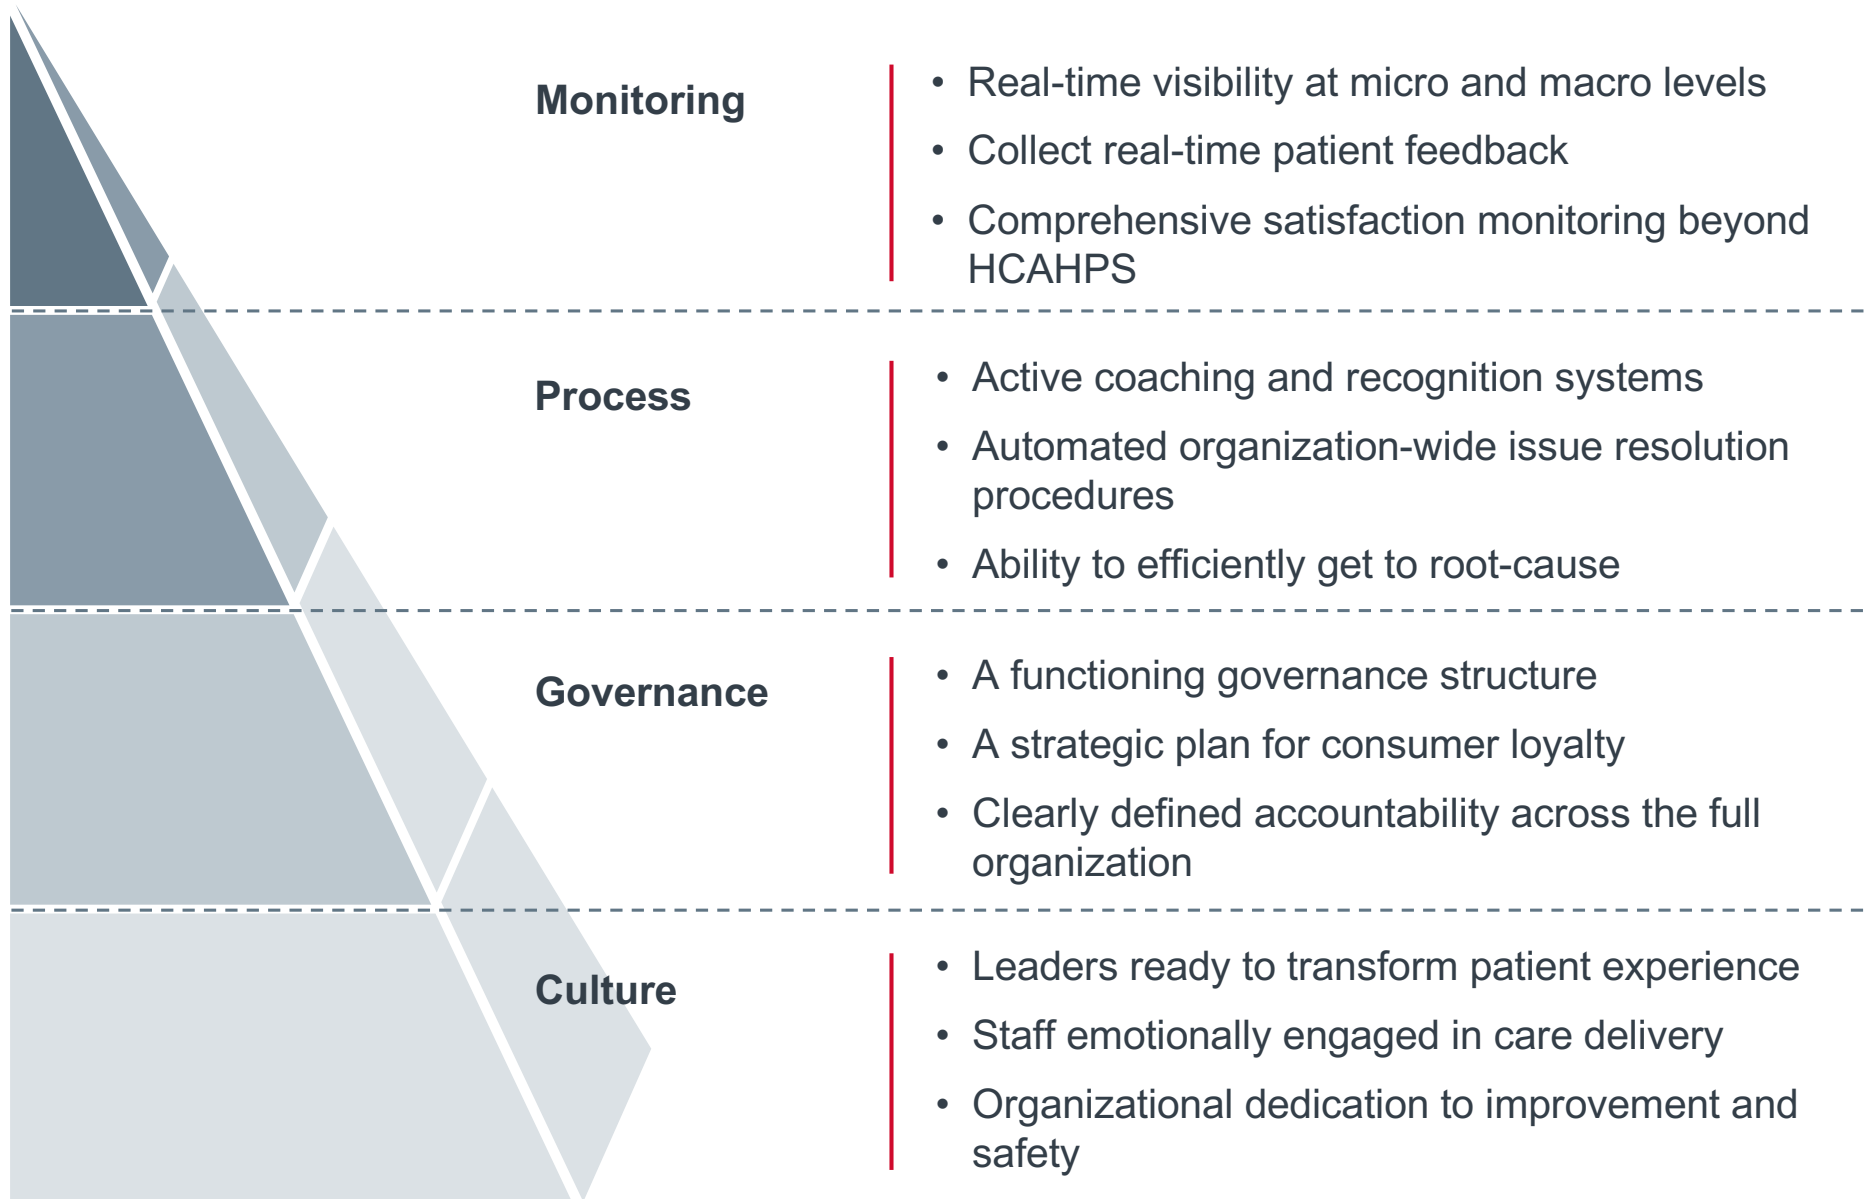 Monitoring
• Real-time visibility at micro and macro levels
• Collect real-time patient feedback
• Comprehensive satisfaction monitoring beyond
HCAHPS
Process
• Active coaching and recognition systems
• Automated organization-wide issue resolution
procedures
• Ability to efficiently get to root-cause
Governance
• A functioning governance structure
• A strategic plan for consumer loyalty
• Clearly defined accountability across the full
organization
Culture
• Leaders ready to transform patient experience
• Staff emotionally engaged in care delivery
• Organizational dedication to improvement and
safety